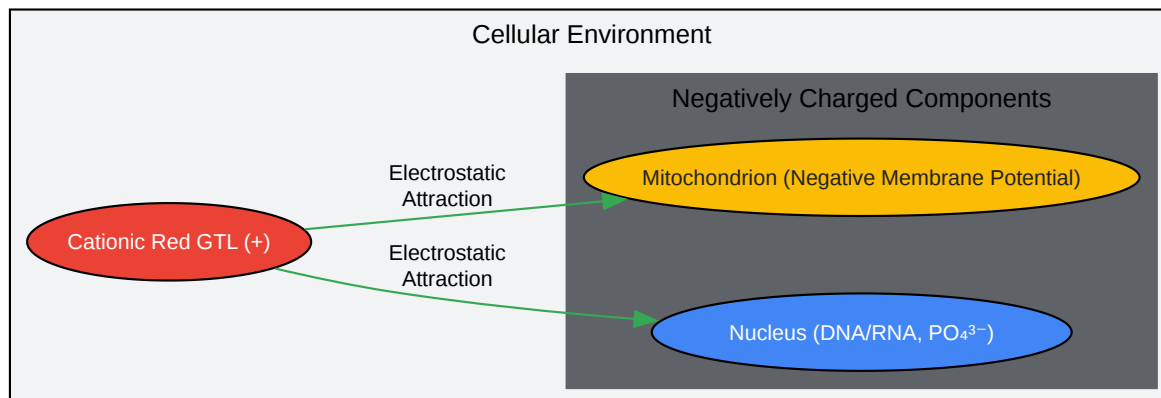 Cellular Environment
Negatively Charged Components
Electrostatic
Attraction
Mitochondrion (Negative Membrane Potential)
Cationic Red GTL (+)
Electrostatic
Attraction
Nucleus (DNA/RNA, PO₄³⁻)